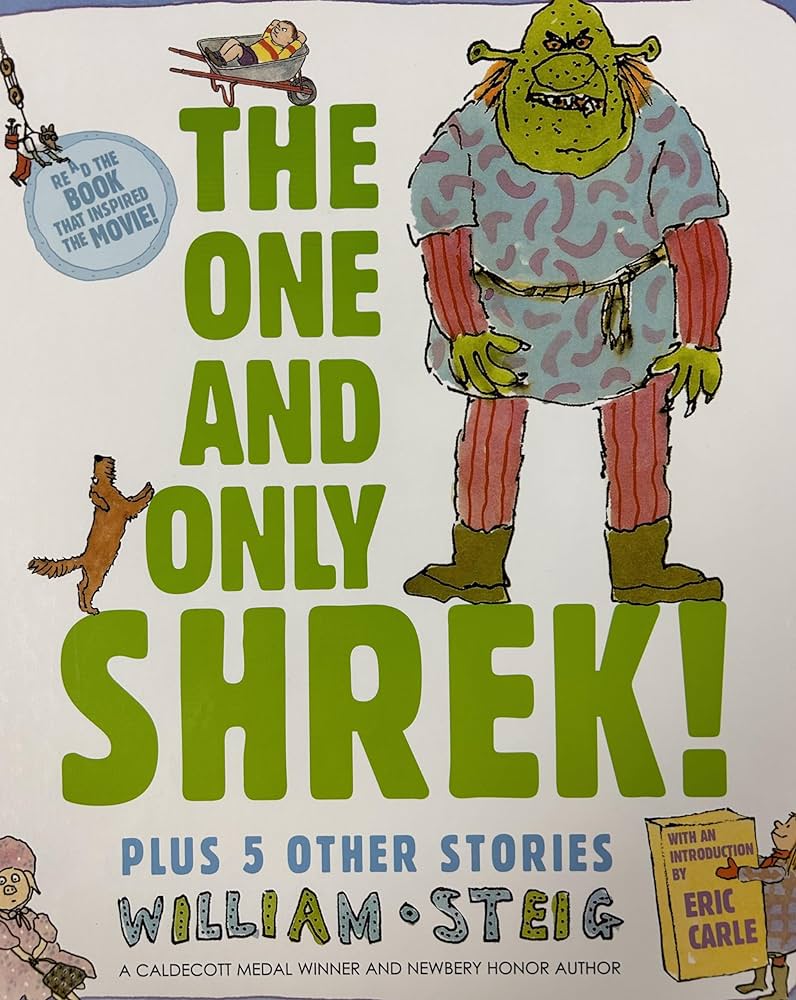 READ THE
BOOK
THAT INSPIRED
THE MOVIE!
THE
ONE
AND
ONLY
SHREK!
PLUS 5 OTHER STORIES
WILLIAM • STEIG
A CALDECOTT MEDAL WINNER AND NEWBERY HONOR AUTHOR
WITH AN
INTRODUCTION
BY
ERIC
CARLE